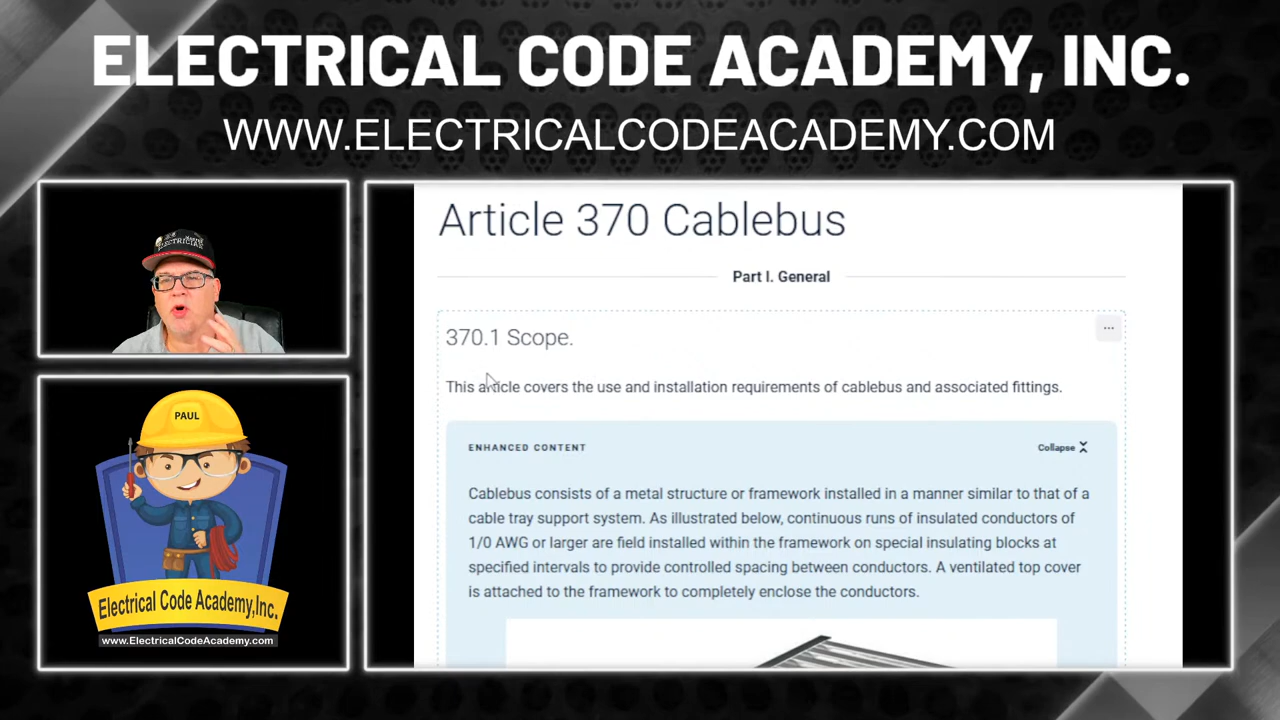 ELECTRICAL CODE ACADEMY, INC.
WWW.ELECTRICALCODEACADEMY.COM
ELECTRICIAN
PAUL
Electrical Code Academy,Inc.
www.ElectricalCodeAcademy.com
Article 370 Cablebus
Part I. General
370.1 Scope.
...
This article covers the use and installation requirements of cablebus and associated fittings.
ENHANCED CONTENT
Collapse
Cablebus consists of a metal structure or framework installed in a manner similar to that of a
cable tray support system. As illustrated below, continuous runs of insulated conductors of
1/0 AWG or larger are field installed within the framework on special insulating blocks at
specified intervals to provide controlled spacing between conductors. A ventilated top cover
is attached to the framework to completely enclose the conductors.